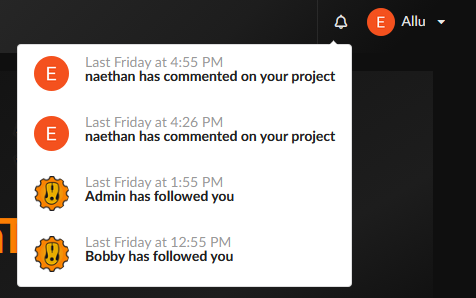 E Allu
E Last Friday at 4:55 PM
naethan has commented on your project
E Last Friday at 4:26 PM
naethan has commented on your project
Last Friday at 1:55 PM
Admin has followed you
Last Friday at 12:55 PM
Bobby has followed you